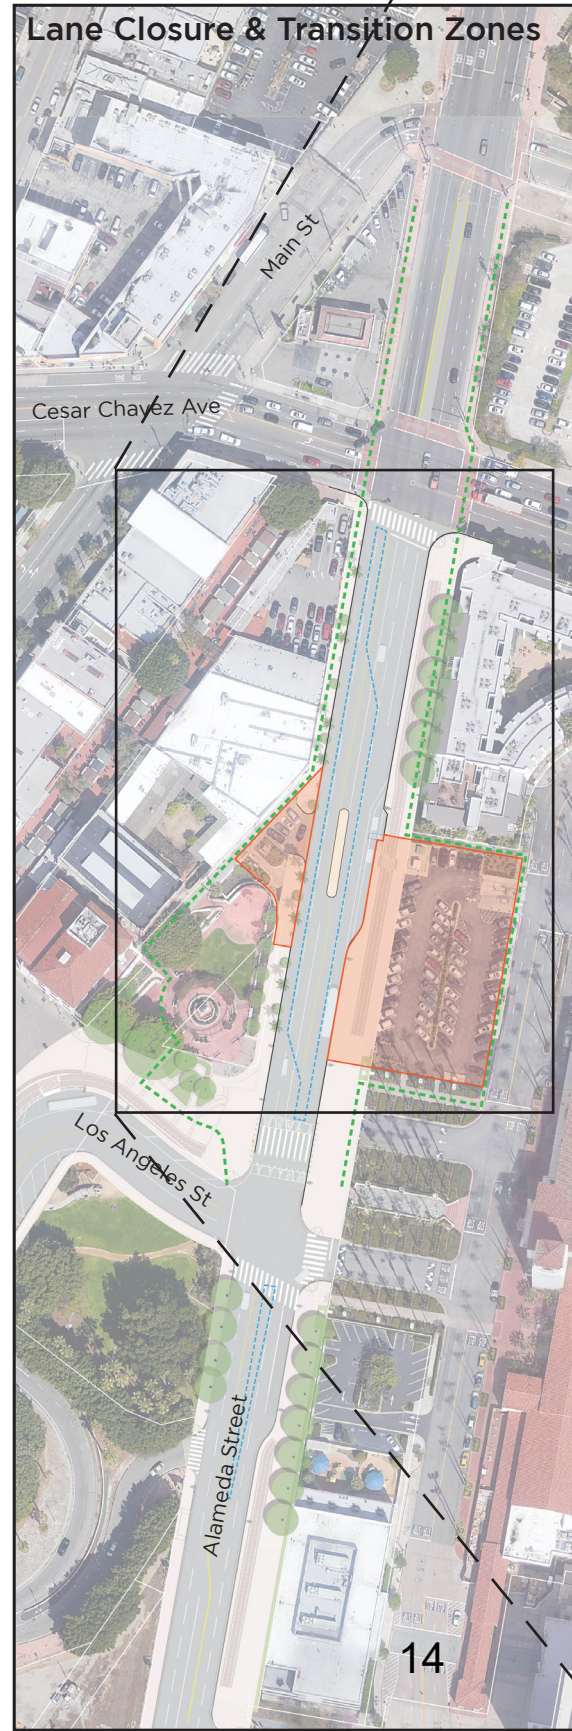 Lane Closure & Transition Zones
Main St
Cesar Chavez Ave
Los Angeles St
Alameda Street
14